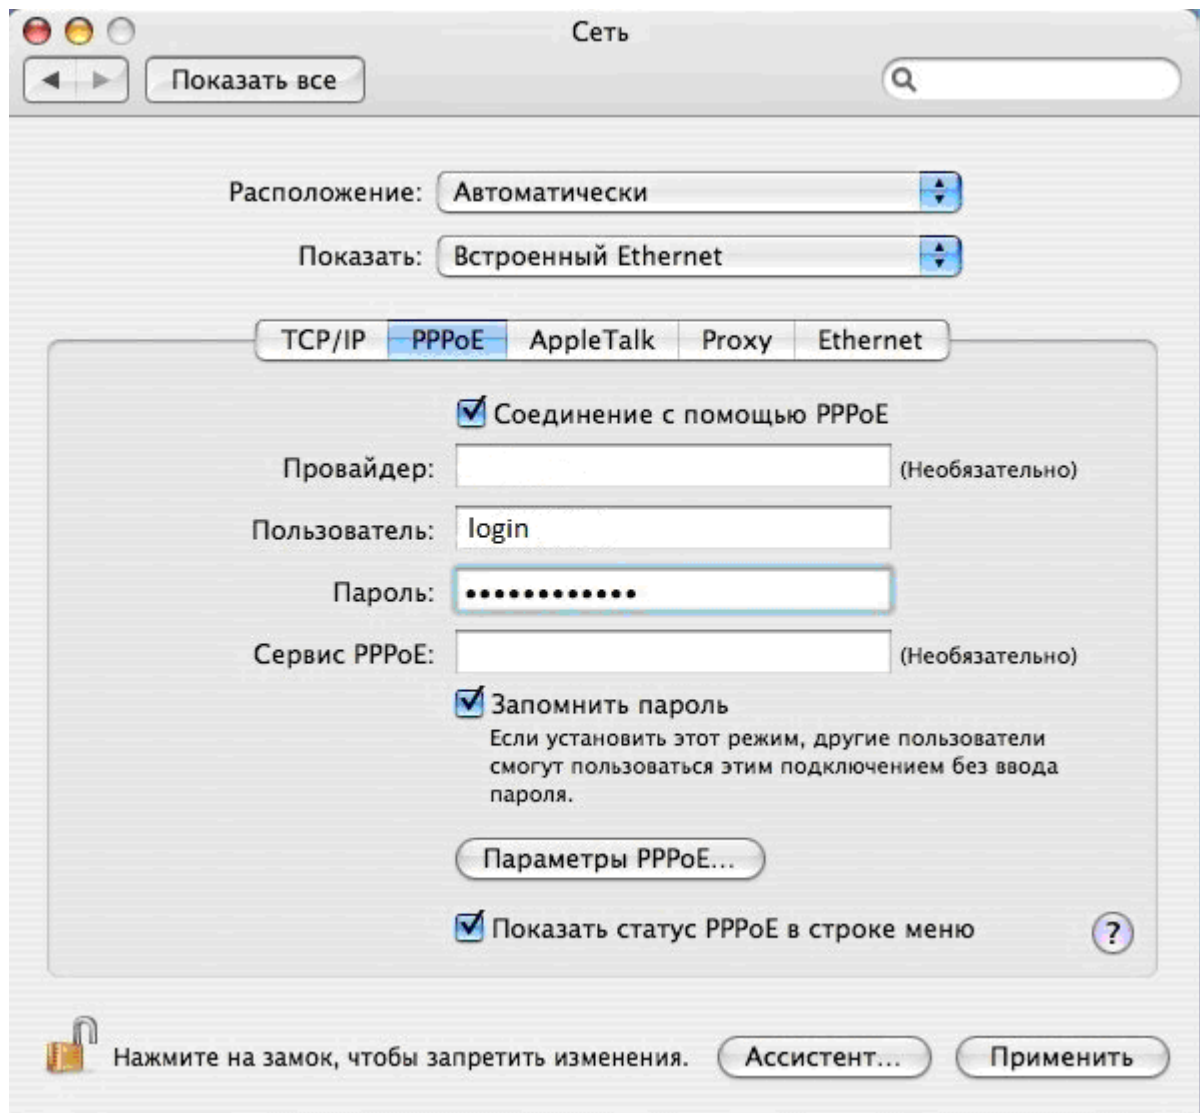 Сеть
Показать все
Расположение: Автоматически
Показать: Встроенный Ethernet
TCP/IP PPPoE AppleTalk Proxy Ethernet
Соединение с помощью PPPoE
Провайдер: (Необязательно)
Пользователь: login
Пароль: ••••••••••••
Сервис PPPoE: (Необязательно)
Запомнить пароль
Если установить этот режим, другие пользователи
смогут пользоваться этим подключением без ввода
пароля.
Параметры PPPoE...
Показать статус PPPoE в строке меню
?
Нажмите на замок, чтобы запретить изменения. Ассистент... Применить